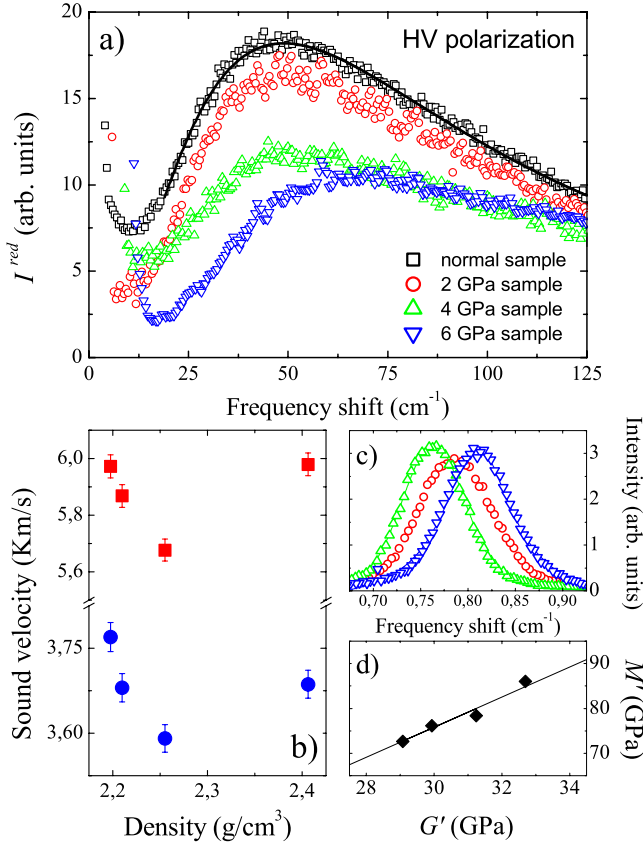 a)
HV polarization
20
15
10
5
0
I red (arb. units)
normal sample
2 GPa sample
4 GPa sample
6 GPa sample
0 25 50 75 100 125
Frequency shift (cm-1)
6,0
5,8
5,6
3,75
3,60
Sound velocity (Km/s)
b)
2,2 2,3 2,4
Density (g/cm3)
c)
3
2
1
0
Intensity (arb. units)
0,70 0,75 0,80 0,85 0,90
Frequency shift (cm-1)
d)
90
80
70
M' (GPa)
28 30 32 34
G' (GPa)